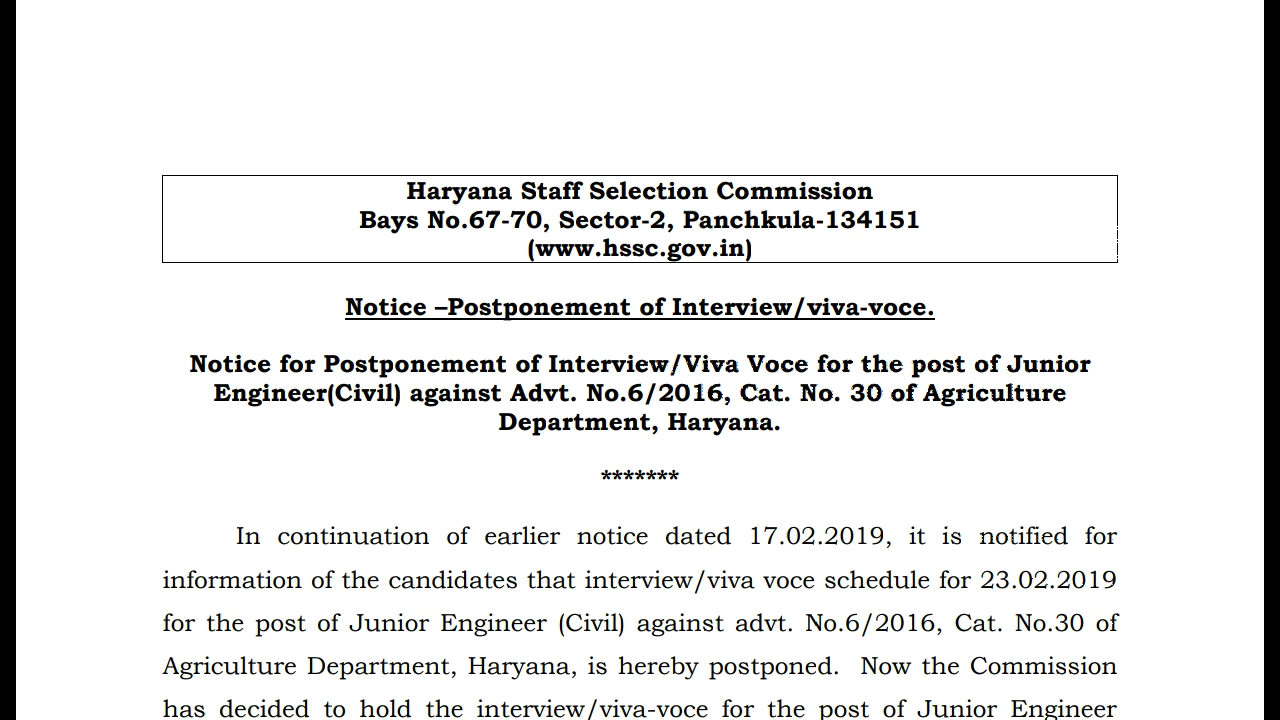 Haryana Staff Selection Commission
Bays No.67-70, Sector-2, Panchkula-134151
(www.hssc.gov.in)
Notice –Postponement of Interview/viva-voce.
Notice for Postponement of Interview/Viva Voce for the post of Junior
Engineer(Civil) against Advt. No.6/2016, Cat. No. 30 of Agriculture
Department, Haryana.
*******
In continuation of earlier notice dated 17.02.2019, it is notified for
information of the candidates that interview/viva voce schedule for 23.02.2019
for the post of Junior Engineer (Civil) against advt. No.6/2016, Cat. No.30 of
Agriculture Department, Haryana, is hereby postponed.  Now the Commission
has decided to hold the interview/viva-voce for the post of Junior Engineer